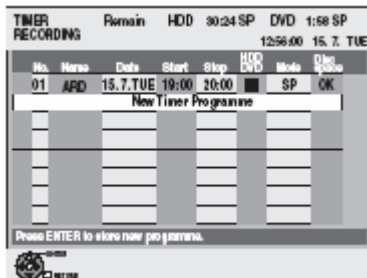 TIMER RECORDING Remain HDD 30:24 SP DVD 1:58 SP
12:56:00 15. 7. TUE
No. Name Date Start Stop HDD DVD Mode Disc space
01 ARD 15.7.TUE 19:00 20:00 SP OK
New Timer Programme
Press ENTER to store new programme.